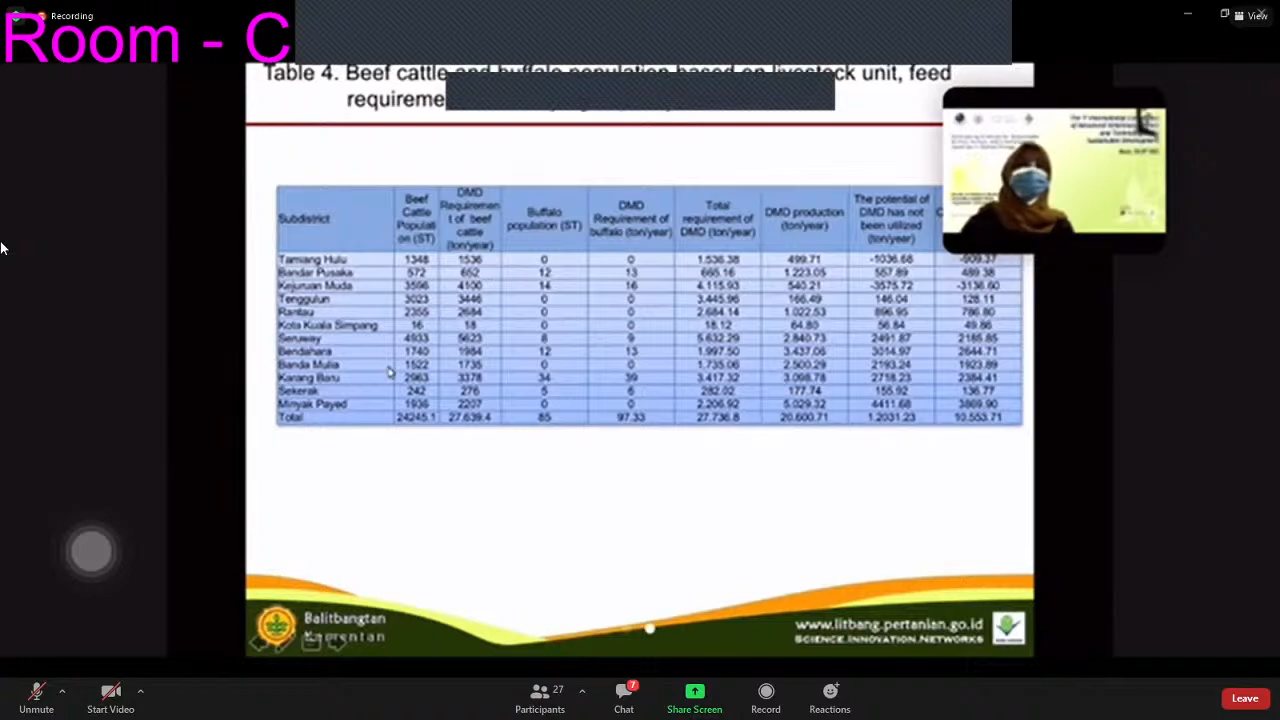 Recording
View
Room - C
Table 4. Beef cattle and buffalo population based on livestock unit, feed
requireme
Subdistrict | Beef Cattle Populati on (ST) | DMD Requiremen t of beef cattle (ton/year) | Buffalo population (ST) | DMD Requirement of buffalo (ton/year) | Total requirement of DMD (ton/year) | DMD production (ton/year) | The potential of DMD has not been utilized (ton/year)
Tamiang Hulu 1348 1536 0 0 1.536.38 499.71 -1036.68 -909.37
Bandar Pusaka 572 652 12 13 665.16 1.223.05 557.89 489.38
Kejuruan Muda 3596 4100 14 16 4.115.93 540.21 -3575.72 -3136.60
Tenggulun 3023 3446 0 0 3.445.96 166.49 146.04 128.11
Rantau 2355 2684 0 0 2.684.14 1.022.53 896.95 786.80
Kota Kuala Simpang 16 18 0 0 18.12 64.80 56.84 49.86
Seruway 4933 5623 8 9 5.632.29 2.840.73 2491.87 2185.85
Bendahara 1740 1984 12 13 1.997.50 3.437.06 3014.97 2644.71
Banda Mulia 1522 1735 0 0 1.735.06 2.500.29 2193.24 1923.89
Karang Baru 2963 3378 34 39 3.417.32 3.098.78 2718.23 2384.41
Sekerak 242 276 5 6 282.02 177.74 155.92 136.77
Minyak Payed 1936 2207 0 0 2.206.92 5.029.32 4411.68 3869.90
Total 24245.1 27.639.4 85 97.33 27.736.8 20.600.71 1.2031.23 10.553.71
Balitbangtan
Kementan
www.litbang.pertanian.go.id
SCIENCE.INNOVATION.NETWORKS
Unmute
Start Video
27
Participants
7
Chat
Share Screen
Record
Reactions
Leave